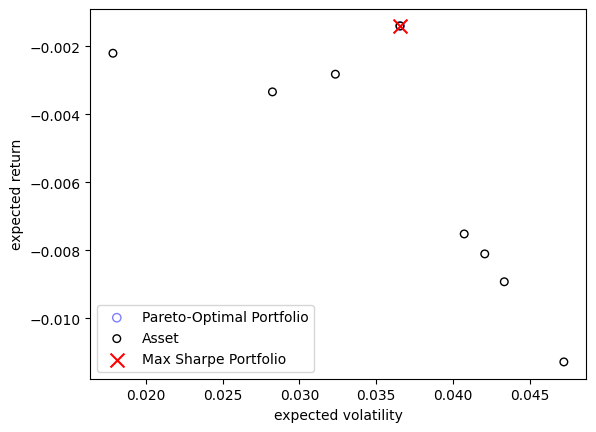 −0.002
−0.004
−0.006
−0.008
−0.010
expected return
Pareto-Optimal Portfolio
Asset
Max Sharpe Portfolio
0.020
0.025
0.030
0.035
0.040
0.045
expected volatility